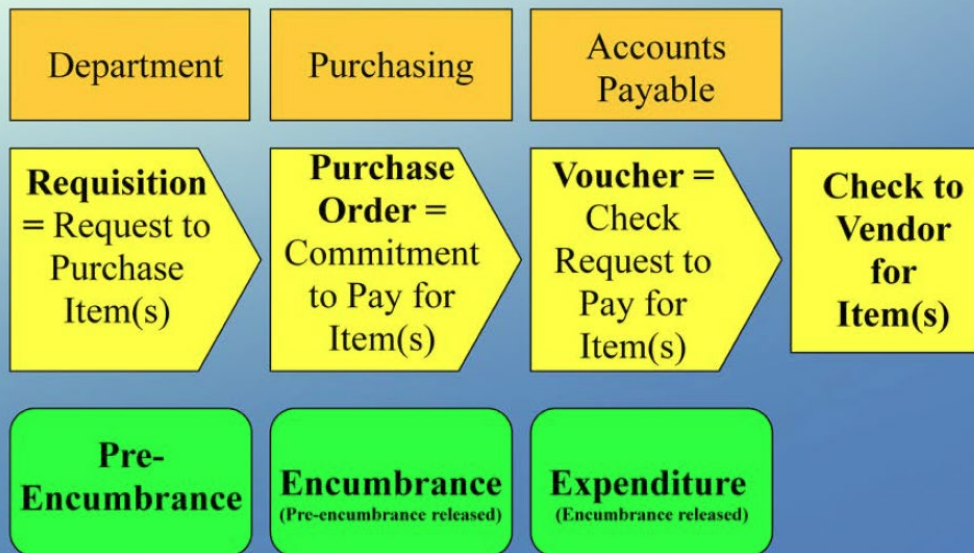 Department
Purchasing
Accounts
Payable
Requisition
= Request to
Purchase
Item(s)
Purchase
Order =
Commitment
to Pay for
Item(s)
Voucher =
Check
Request to
Pay for
Item(s)
Check to
Vendor
for
Item(s)
Pre-
Encumbrance
Encumbrance
(Pre-encumbrance released)
Expenditure
(Encumbrance released)